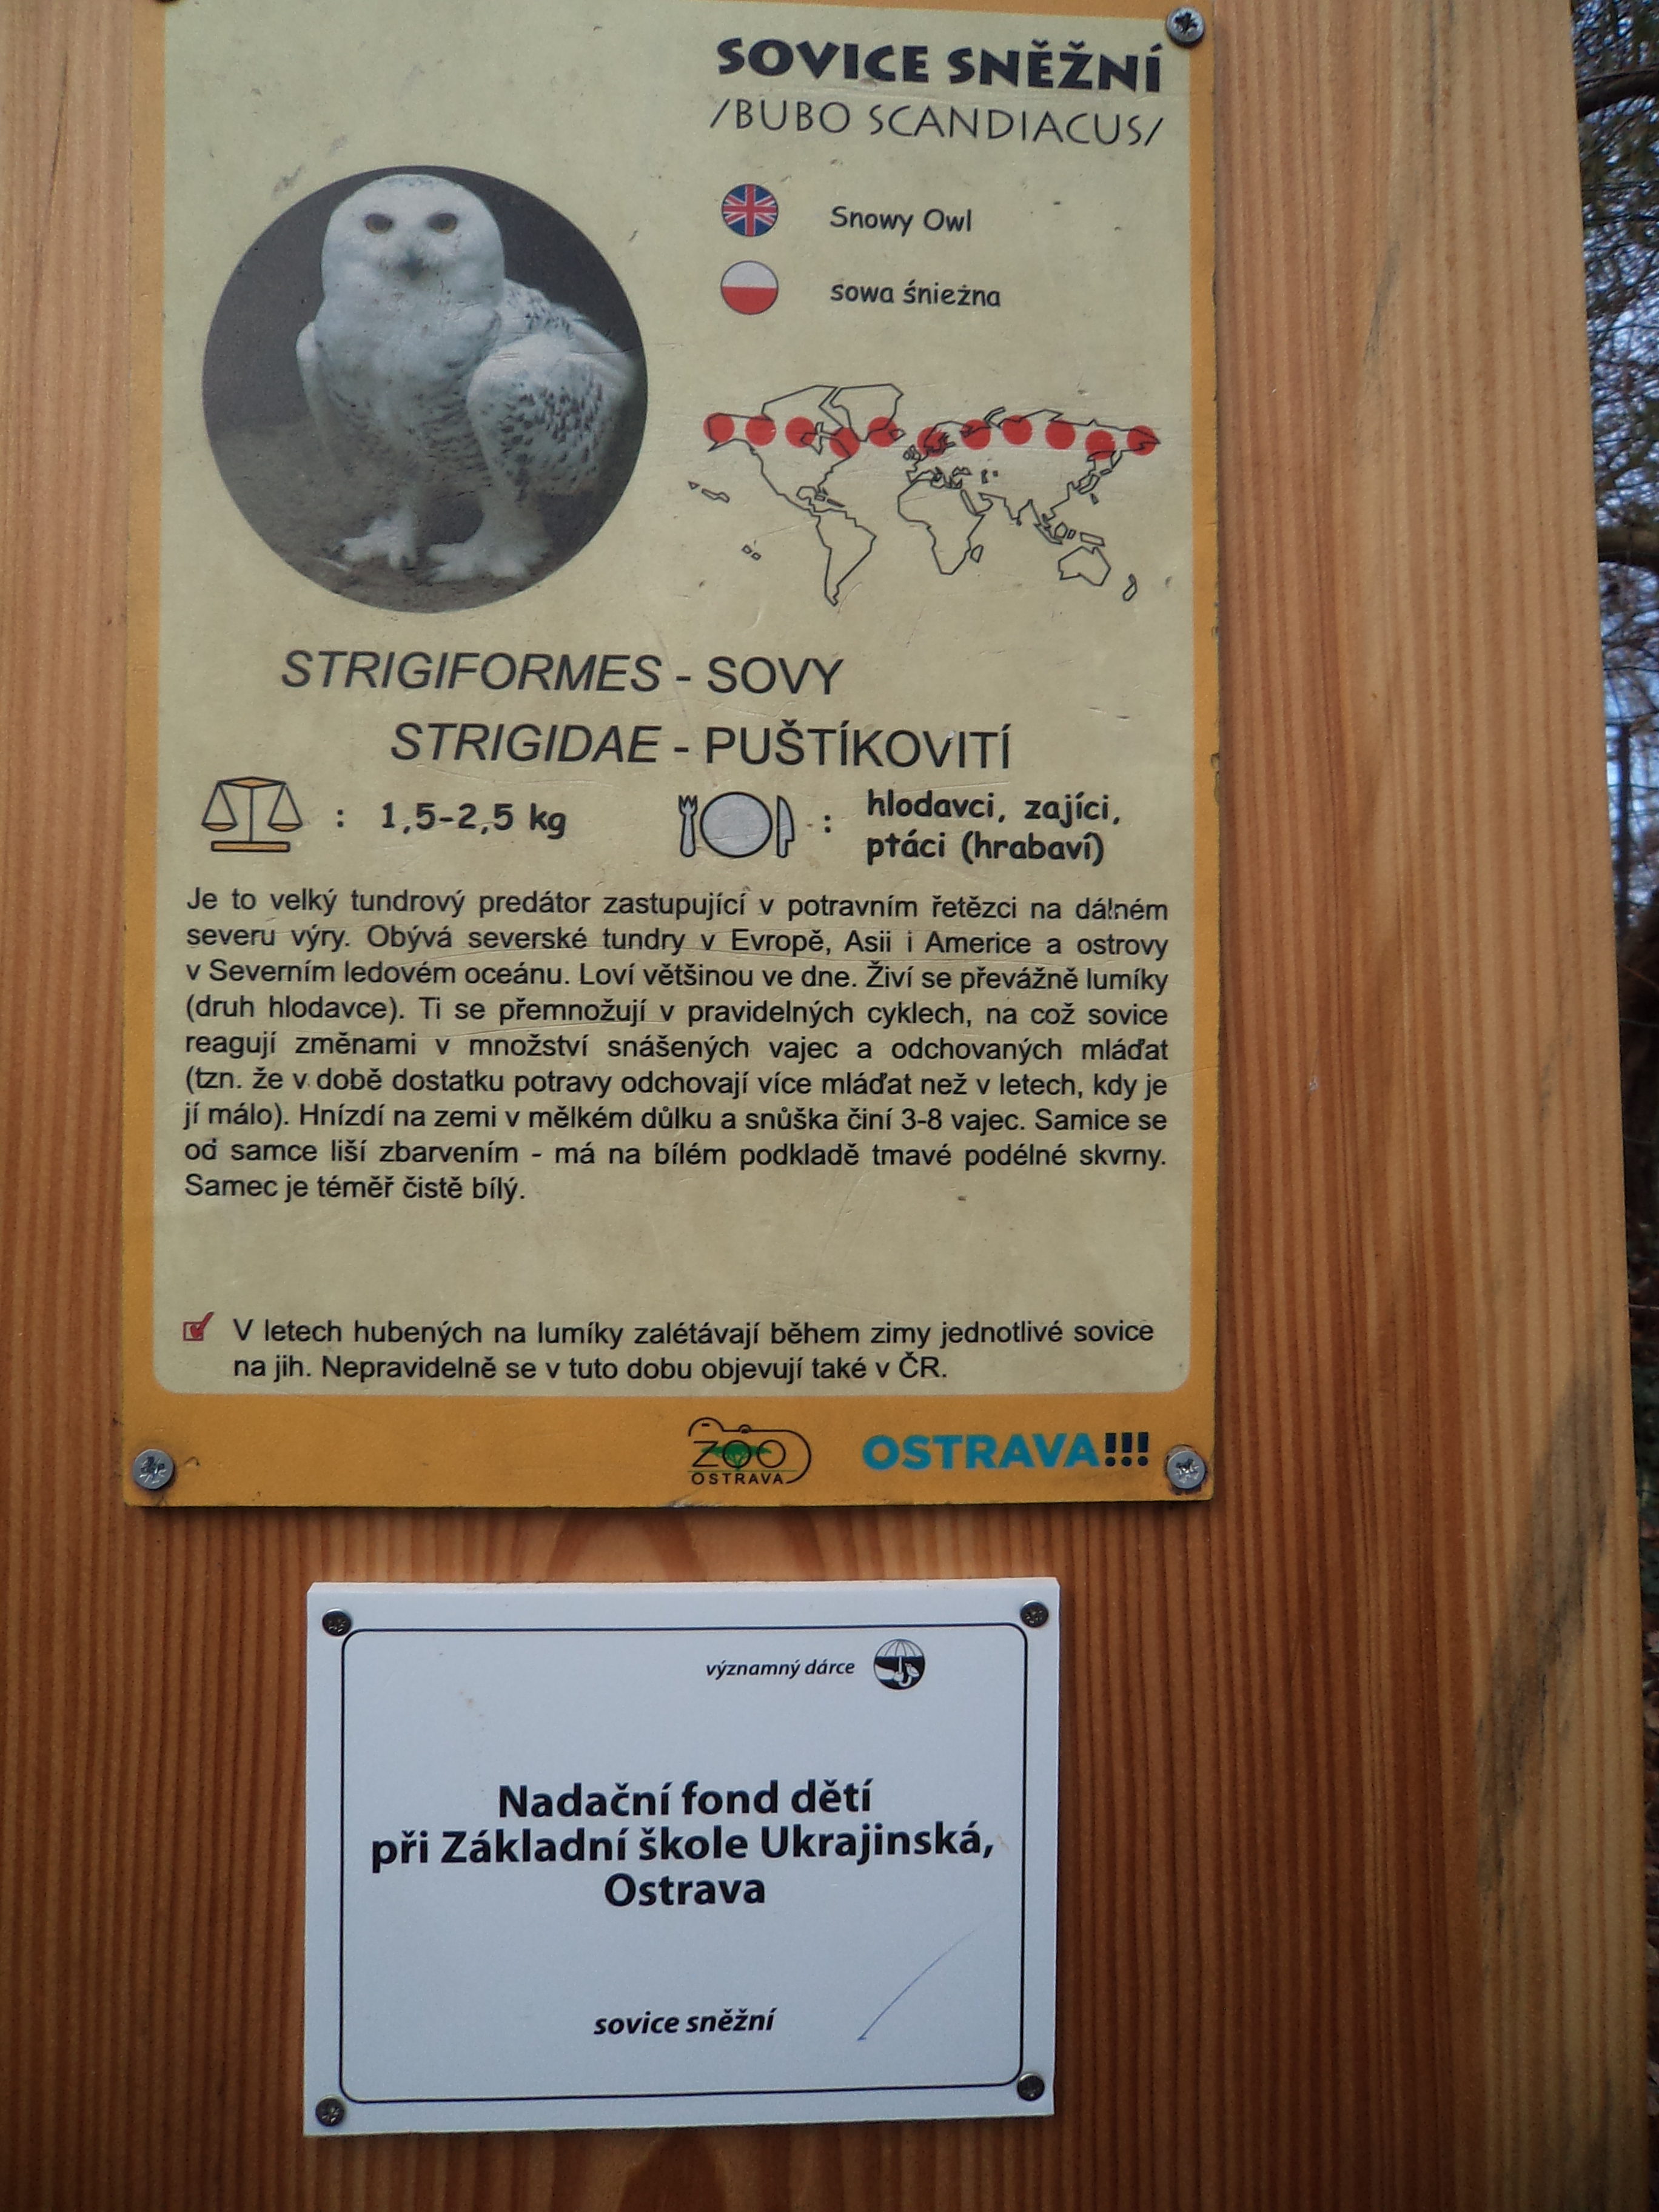 SOVICE SNĚŽNÍ
/BUBO SCANDIACUS/
Snowy Owl
sowa śnieżna
STRIGIFORMES - SOVY
STRIGIDAE - PUŠTÍKOVITÍ
: 1,5-2,5 kg
: hlodavci, zajíci,
ptáci (hrabaví)
Je to velký tundrový predátor zastupující v potravním řetězci na dálném
severu výry. Obývá severské tundry v Evropě, Asii i Americe a ostrovy
v Severním ledovém oceánu. Loví většinou ve dne. Živí se převážně lumíky
(druh hlodavce). Ti se přemnožují v pravidelných cyklech, na což sovice
reagují změnami v množství snášených vajec a odchovaných mláďat
(tzn. že v době dostatku potravy odchovají více mláďat než v letech, kdy je
jí málo). Hnízdí na zemi v mělkém důlku a snůška činí 3-8 vajec. Samice se
od samce liší zbarvením - má na bílém podkladě tmavé podélné skvrny.
Samec je téměř čistě bílý.
V letech hubených na lumíky zalétávají během zimy jednotlivé sovice
na jih. Nepravidelně se v tuto dobu objevují také v ČR.
ZOO
OSTRAVA
OSTRAVA!!!
významný dárce
Nadační fond dětí
při Základní škole Ukrajinská,
Ostrava
sovice sněžní